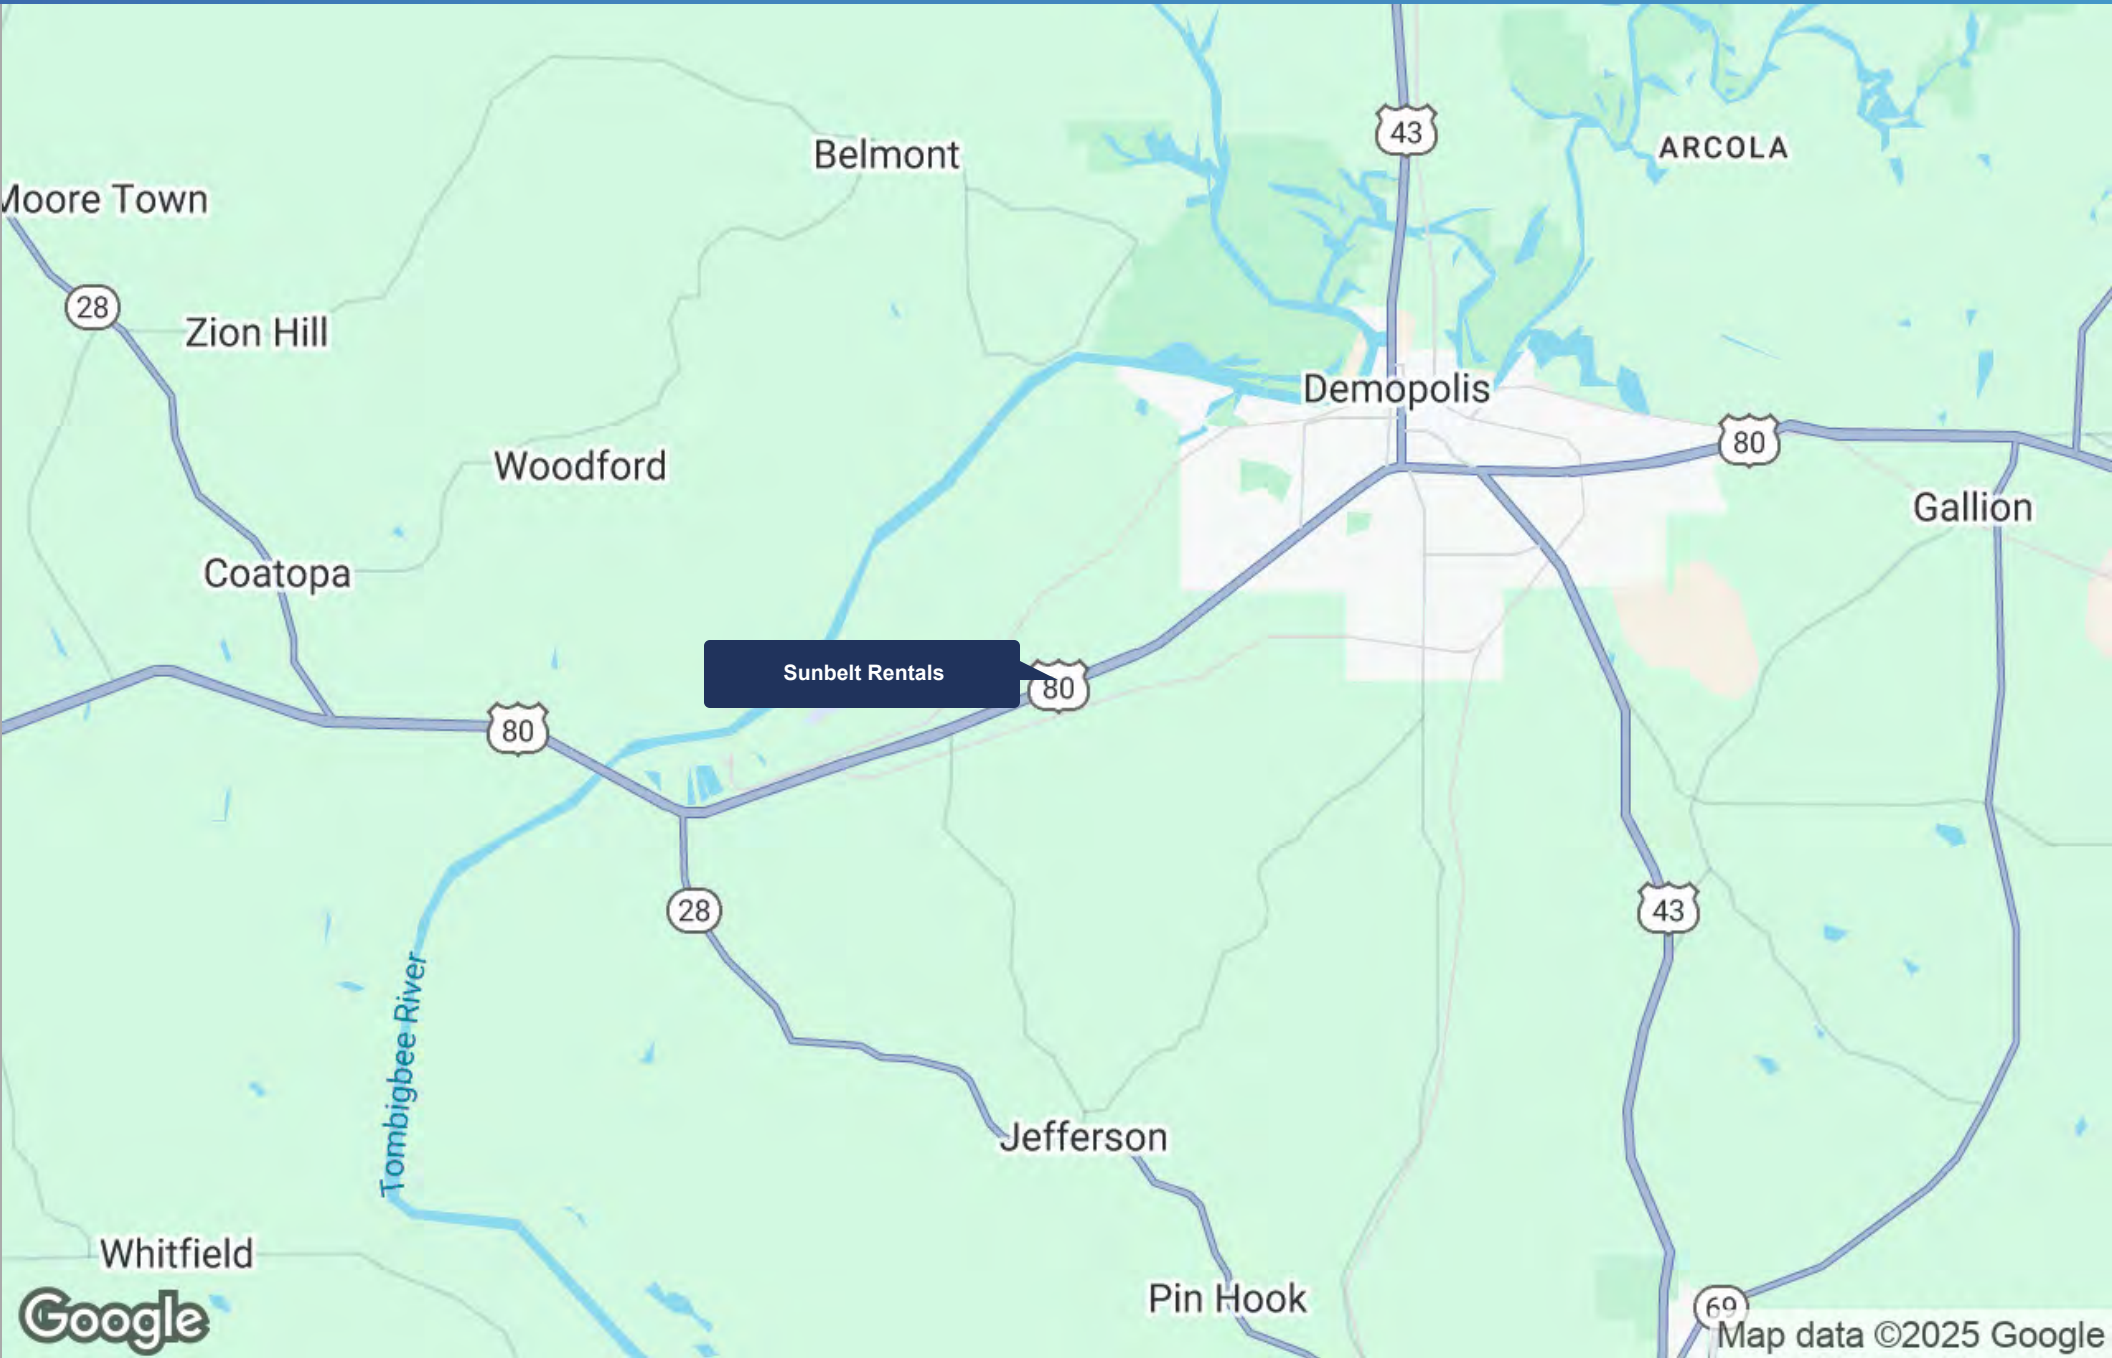 43
ARCOLA
Belmont
Moore Town
28
Zion Hill
Demopolis
80
Woodford
Gallion
Coatopa
Sunbelt Rentals
80
80
28
43
Tombigbee River
Jefferson
Whitfield
Pin Hook
69
Google
Map data ©2025 Google